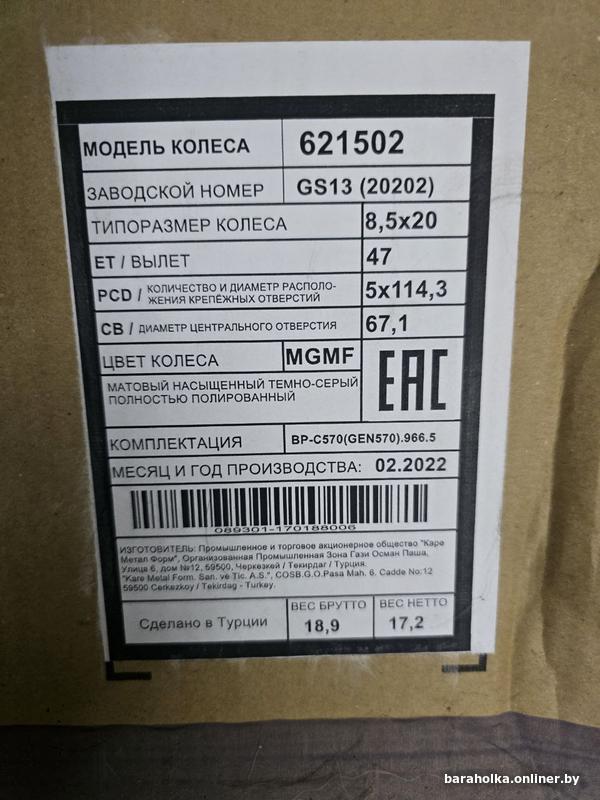 МОДЕЛЬ КОЛЕСА 621502
ЗАВОДСКОЙ НОМЕР GS13 (20202)
ТИПОРАЗМЕР КОЛЕСА 8,5x20
ET / ВЫЛЕТ 47
PCD / КОЛИЧЕСТВО И ДИАМЕТР РАСПОЛО-
ЖЕНИЯ КРЕПЁЖНЫХ ОТВЕРСТИЙ 5x114,3
CB / ДИАМЕТР ЦЕНТРАЛЬНОГО ОТВЕРСТИЯ 67,1
ЦВЕТ КОЛЕСА MGMF
МАТОВЫЙ НАСЫЩЕННЫЙ ТЕМНО-СЕРЫЙ
ПОЛНОСТЬЮ ПОЛИРОВАННЫЙ
EAC
КОМПЛЕКТАЦИЯ BP-C570(GEN570).966.5
МЕСЯЦ И ГОД ПРОИЗВОДСТВА: 02.2022
089301-170188006
ИЗГОТОВИТЕЛЬ: Промышленное и торговое акционерное общество "Каре
Метал Форм", Организованная Промышленная Зона Гази Осман Паша,
Улица 6, дом №12, 59500, Черкезкей / Текирдаг / Турция.
"Kare Metal Form. San. ve Tic. A.S.", COSB.G.O.Pasa Mah. 6. Cadde No:12
59500 Cerkezkoy / Tekirdag - Turkey.
Сделано в Турции
ВЕС БРУТТО ВЕС НЕТТО
18,9 17,2
baraholka.onliner.by